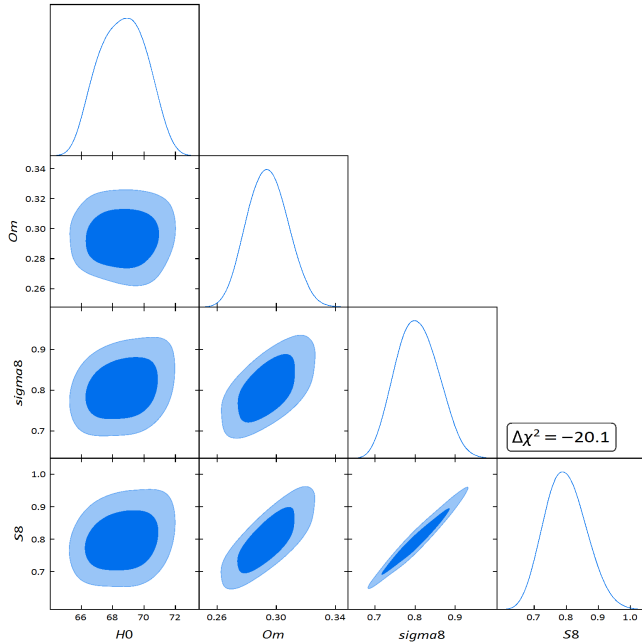 0.34
0.32
0.30
0.28
0.26
Om
0.9
0.8
0.7
sigma8
Δχ² = −20.1
1.0
0.9
0.8
0.7
S8
66 68 70 72
0.26 0.30 0.34
0.7 0.8 0.9
0.7 0.8 0.9 1.0
H0
Om
sigma8
S8